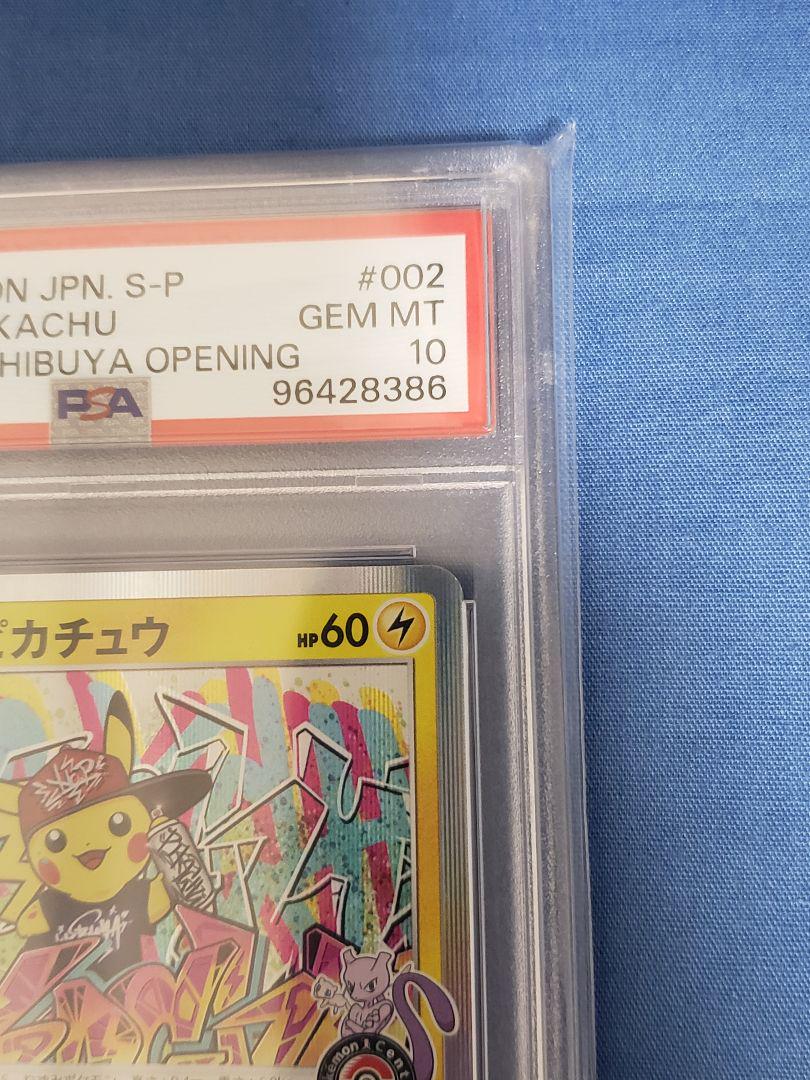 ON JPN. S-P #002
KACHU GEM MT
HIBUYA OPENING 10
PSA 96428386
ピカチュウ HP60